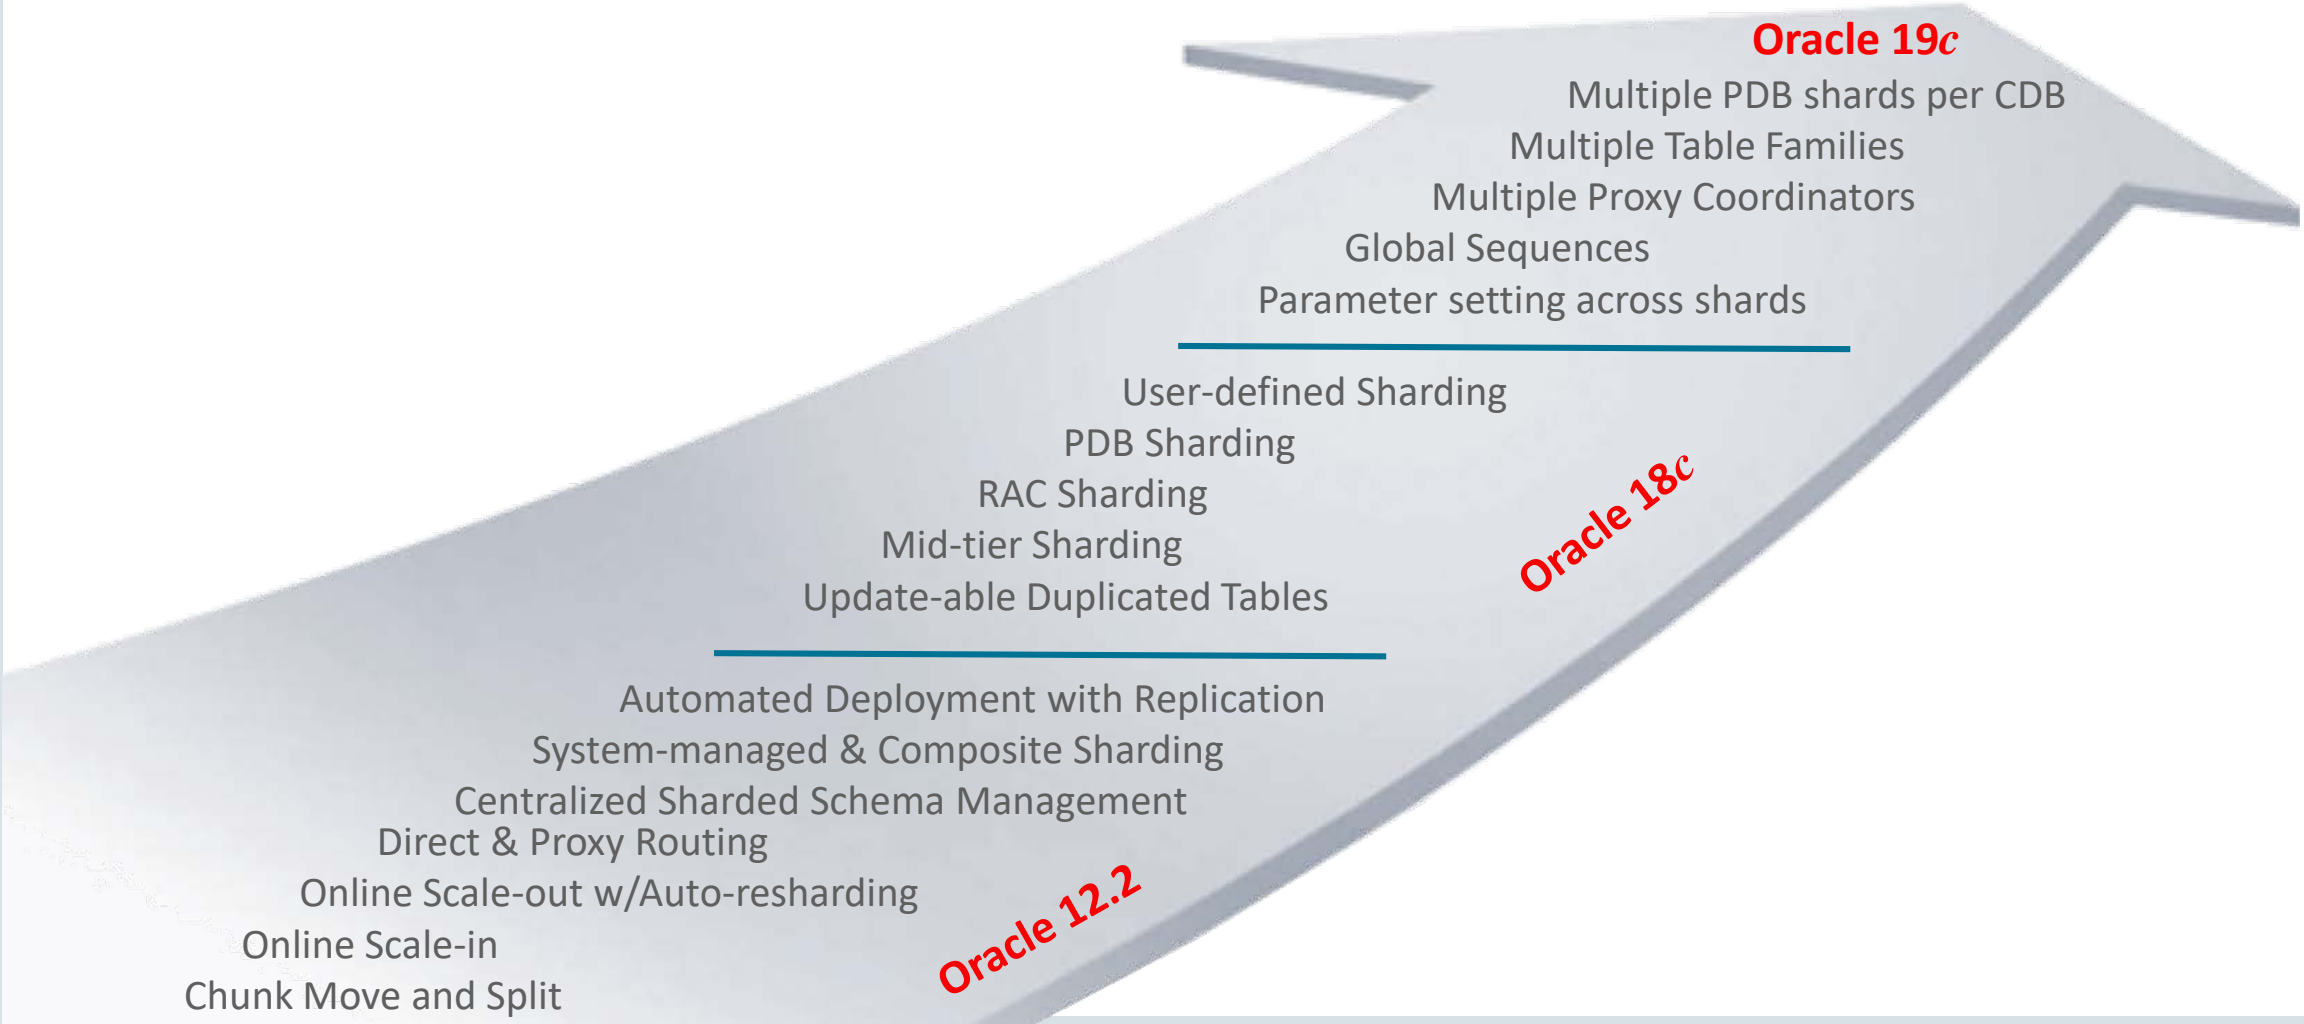 Oracle 19c
Multiple PDB shards per CDB
Multiple Table Families
Multiple Proxy Coordinators
Global Sequences
Parameter setting across shards
User-defined Sharding
PDB Sharding
RAC Sharding
Mid-tier Sharding
Update-able Duplicated Tables
Oracle 18c
Automated Deployment with Replication
System-managed & Composite Sharding
Centralized Sharded Schema Management
Direct & Proxy Routing
Online Scale-out w/Auto-resharding
Online Scale-in
Chunk Move and Split
Oracle 12.2